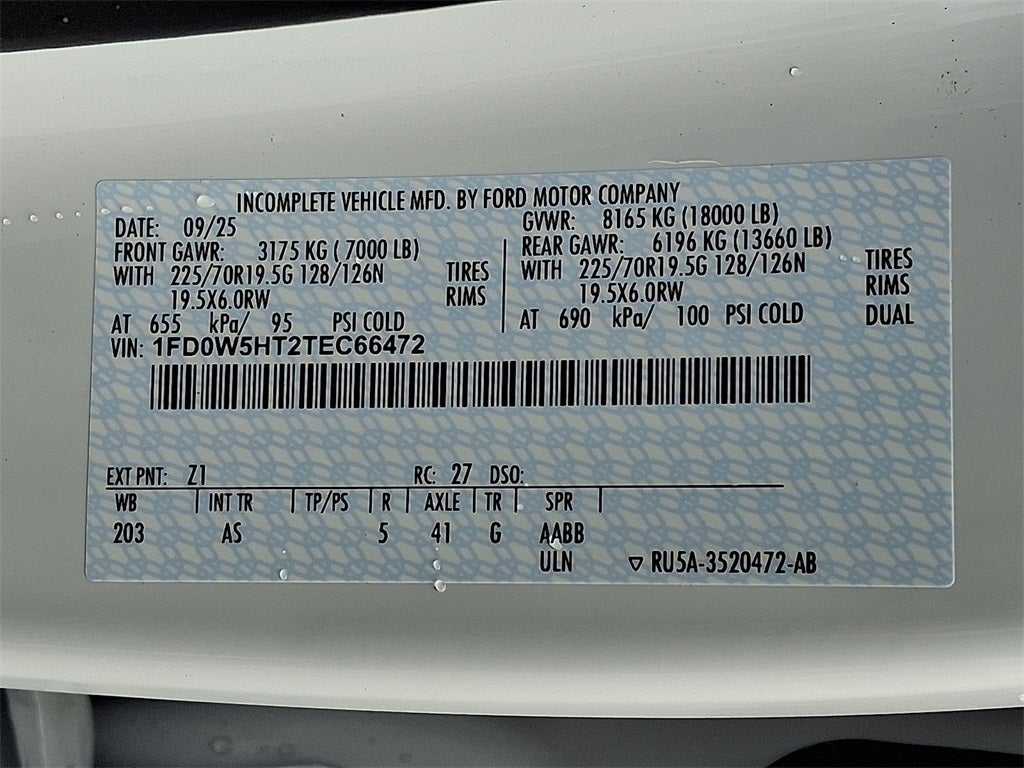 INCOMPLETE VEHICLE MFD. BY FORD MOTOR COMPANY
DATE: 09/25 GVWR: 8165 KG (18000 LB)
FRONT GAWR: 3175 KG ( 7000 LB) REAR GAWR: 6196 KG (13660 LB)
WITH 225/70R19.5G 128/126N TIRES WITH 225/70R19.5G 128/126N TIRES
19.5X6.0RW RIMS 19.5X6.0RW RIMS
AT 655 kPa/ 95 PSI COLD AT 690 kPa/ 100 PSI COLD DUAL
VIN: 1FD0W5HT2TEC66472
EXT PNT: Z1 RC: 27 DSO:
WB INT TR TP/PS R AXLE TR SPR
203 AS 5 41 G AABB
ULN RU5A-3520472-AB